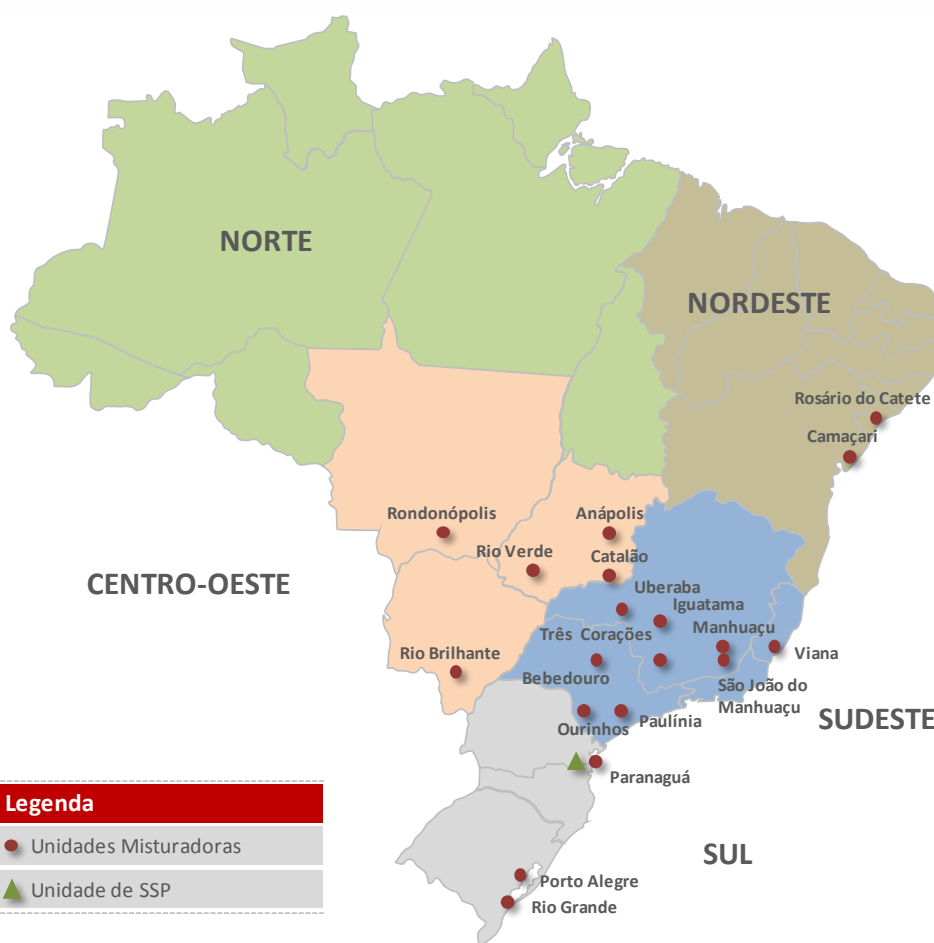 NORTE
NORDESTE
Rosário do Catete
Camaçari
Rondonópolis
Anápolis
Rio Verde
Catalão
CENTRO-OESTE
Uberaba
Iguatama
Três Corações
Manhuaçu
Rio Brilhante
Viana
Bebedouro
São João do
Manhuaçu
SUDESTE
Ourinhos
Paulínia
Paranaguá
Legenda
Unidades Misturadoras
Unidade de SSP
SUL
Porto Alegre
Rio Grande